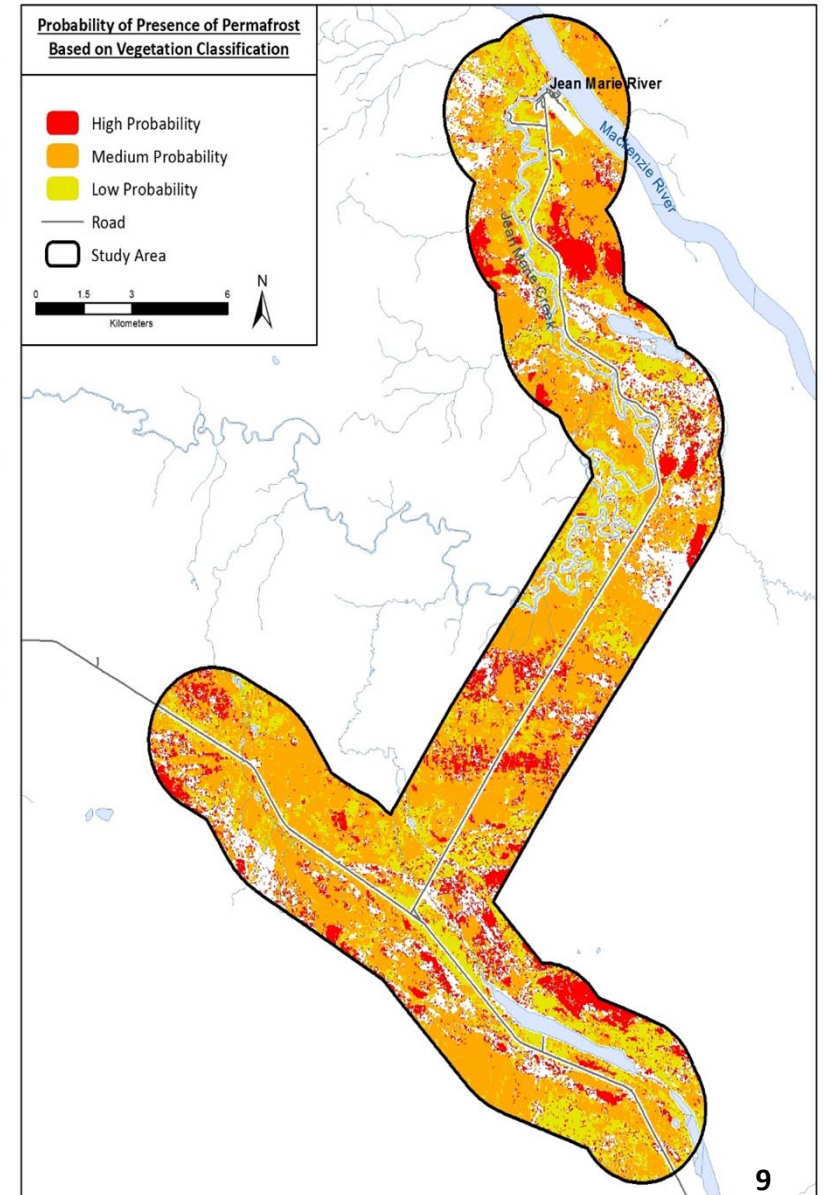 Probability of Presence of Permafrost
Based on Vegetation Classification
High Probability
Medium Probability
Low Probability
Road
Study Area
0 1.5 3 6
Kilometers
N
Jean Marie River
Mackenzie River
Jean Marie Creek
1
9